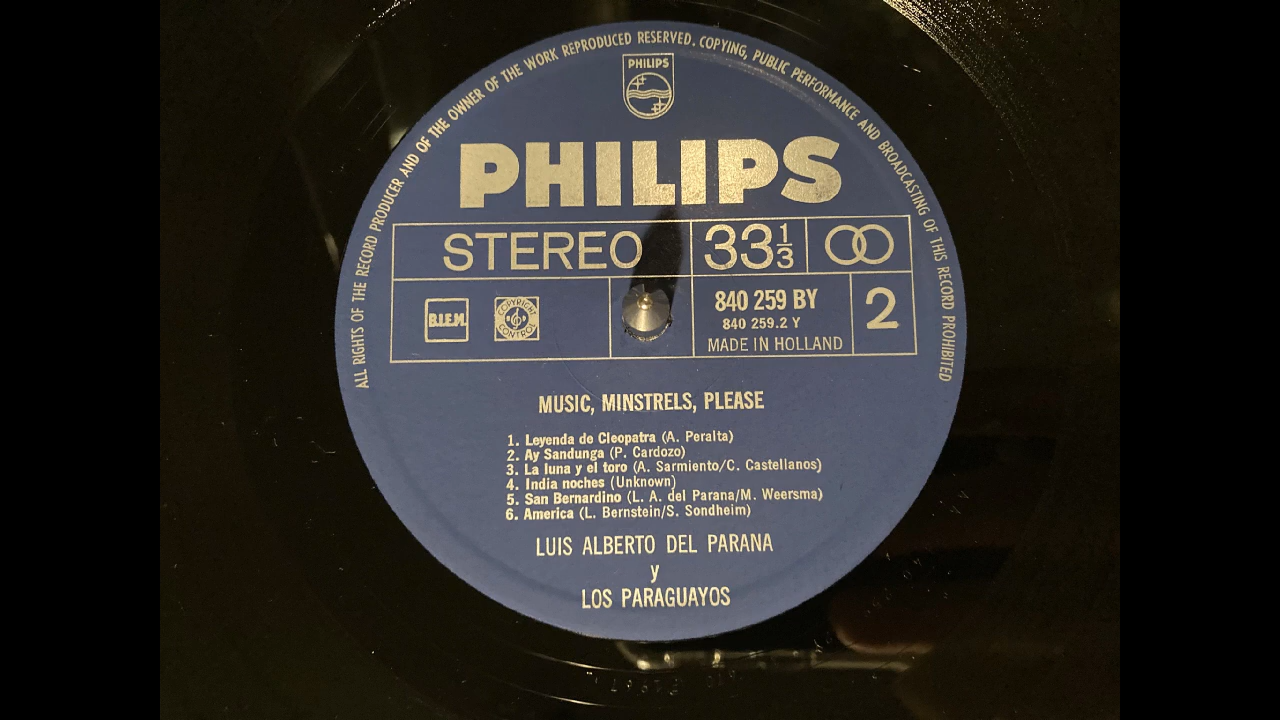 ALL RIGHTS OF THE RECORD PRODUCER AND OF THE OWNER OF THE WORK REPRODUCED RESERVED. COPYING, PUBLIC PERFORMANCE AND BROADCASTING OF THIS RECORD PROHIBITED
PHILIPS
PHILIPS
STEREO 33 1/3
B.I.E.M. COPYRIGHT CONTROL 840 259 BY 2
840 259.2 Y
MADE IN HOLLAND
MUSIC, MINSTRELS, PLEASE
1. Leyenda de Cleopatra (A. Peralta)
2. Ay Sandunga (P. Cardozo)
3. La luna y el toro (A. Sarmiento/C. Castellanos)
4. India noches (Unknown)
5. San Bernardino (L. A. del Parana/M. Weersma)
6. America (L. Bernstein/S. Sondheim)
LUIS ALBERTO DEL PARANA
y
LOS PARAGUAYOS